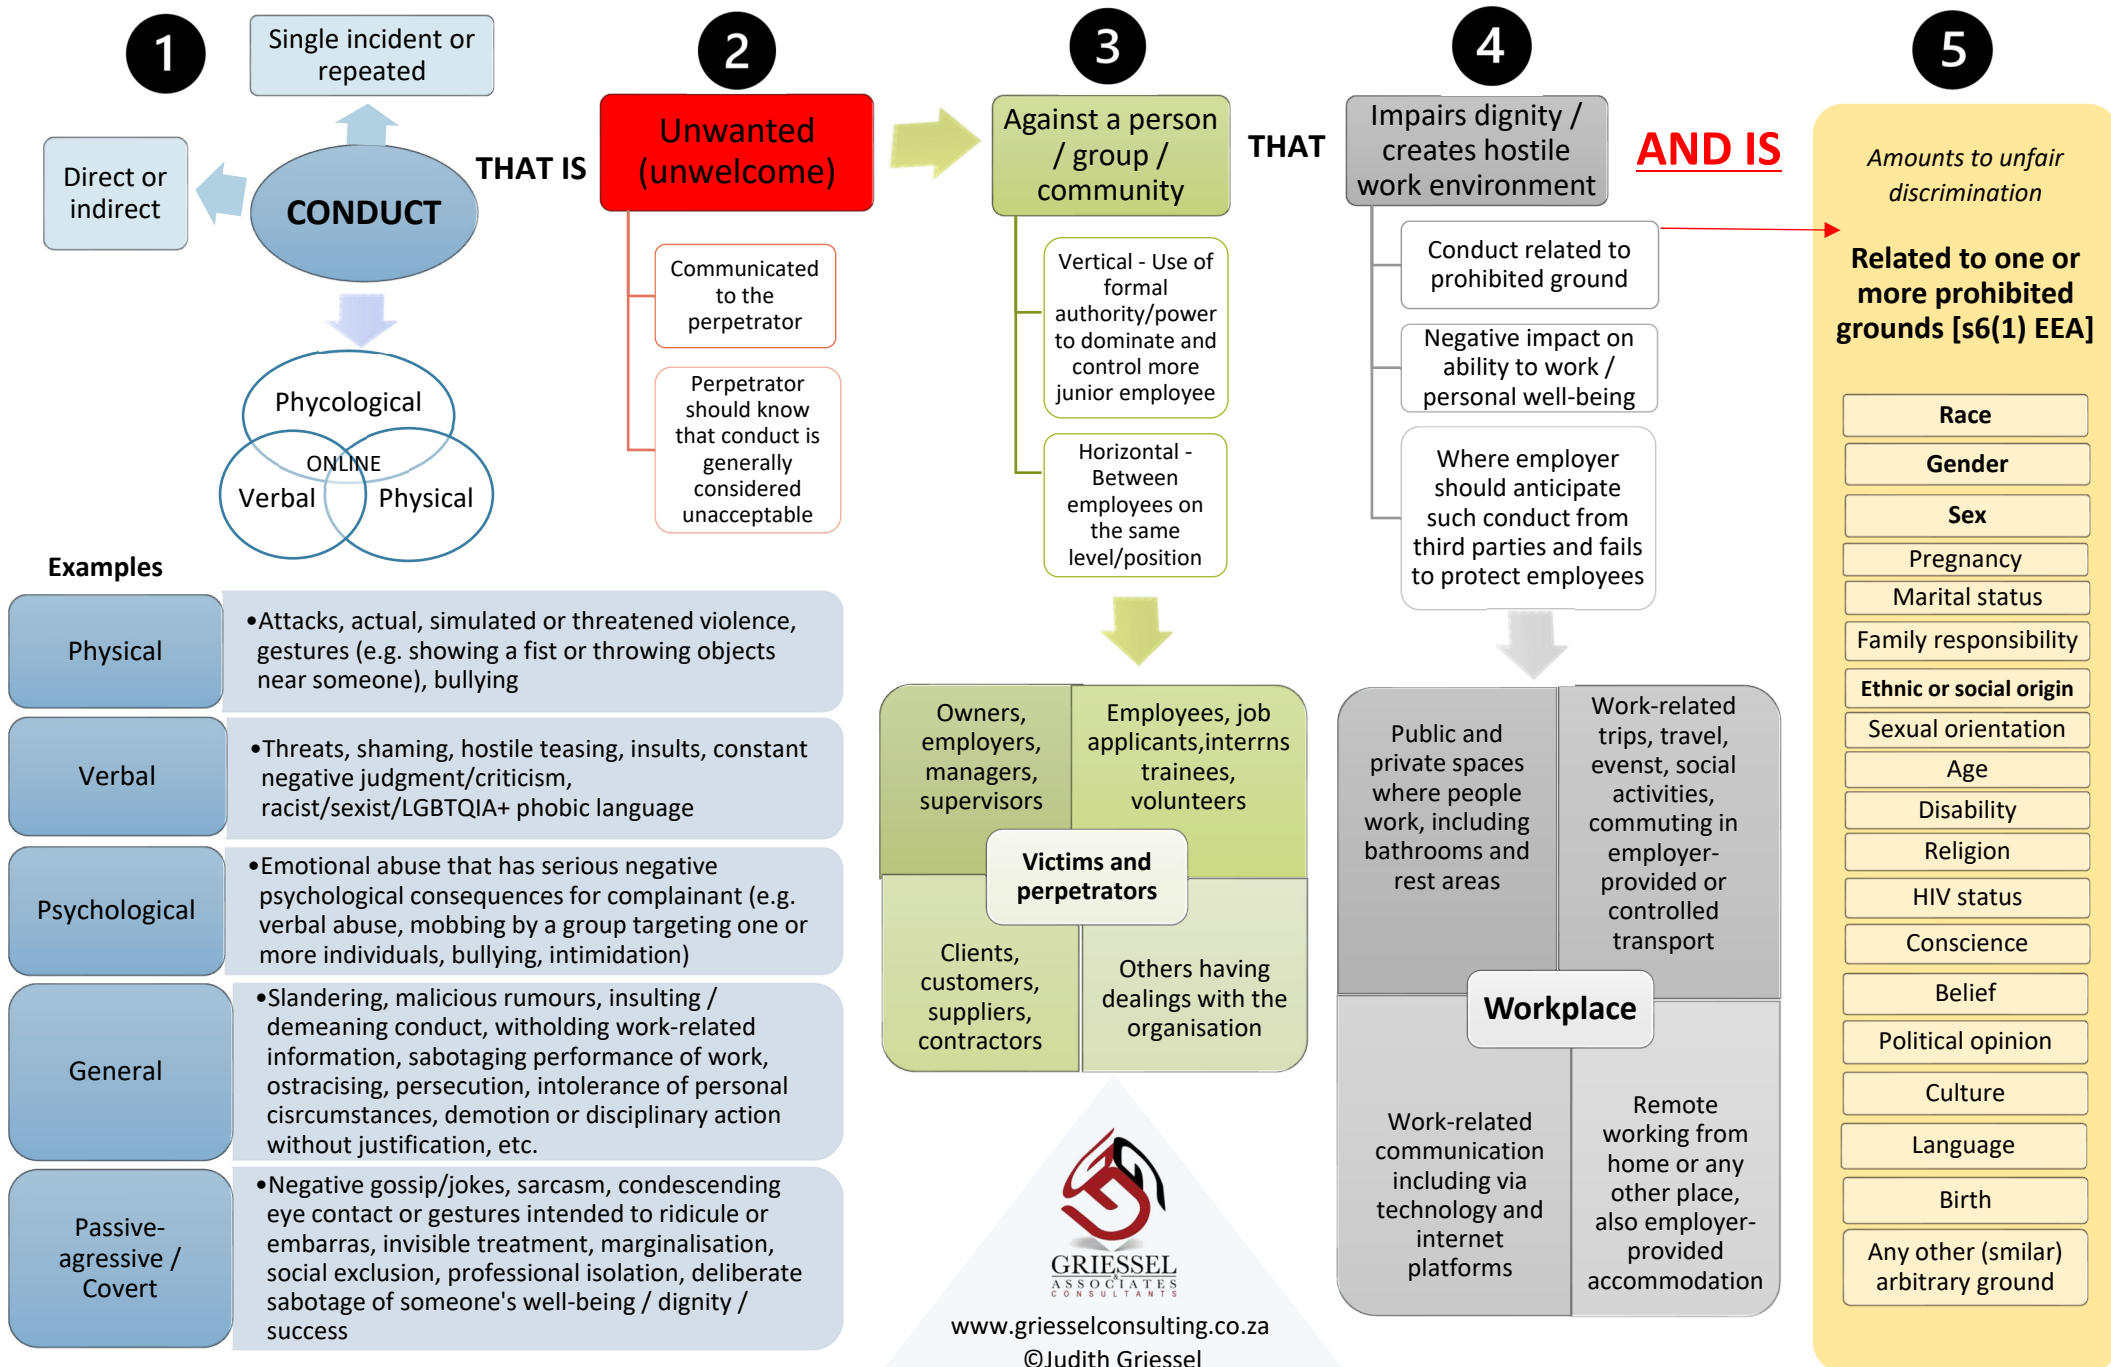 1
Single incident or
repeated
Direct or
indirect
CONDUCT
Phycological
ONLINE
Verbal
Physical
THAT IS
2
Unwanted
(unwelcome)
Communicated
to the
perpetrator
Perpetrator
should know
that conduct is
generally
considered
unacceptable
3
Against a person
/ group /
community
Vertical - Use of
formal
authority/power
to dominate and
control more
junior employee
Horizontal -
Between
employees on
the same
level/position
Owners,
employers,
managers,
supervisors
Employees, job
applicants,interrns
trainees,
volunteers
Victims and
perpetrators
Clients,
customers,
suppliers,
contractors
Others having
dealings with the
organisation
THAT
4
Impairs dignity /
creates hostile
work environment
Conduct related to
prohibited ground
Negative impact on
ability to work /
personal well-being
Where employer
should anticipate
such conduct from
third parties and fails
to protect employees
Public and
private spaces
where people
work, including
bathrooms and
rest areas
Work-related
trips, travel,
evenst, social
activities,
commuting in
employer-
provided or
controlled
transport
Workplace
Work-related
communication
including via
technology and
internet
platforms
Remote
working from
home or any
other place,
also employer-
provided
accommodation
AND IS
5
Amounts to unfair
discrimination
Related to one or
more prohibited
grounds [s6(1) EEA]
Race
Gender
Sex
Pregnancy
Marital status
Family responsibility
Ethnic or social origin
Sexual orientation
Age
Disability
Religion
HIV status
Conscience
Belief
Political opinion
Culture
Language
Birth
Any other (smilar)
arbitrary ground
Examples
Physical
•Attacks, actual, simulated or threatened violence,
gestures (e.g. showing a fist or throwing objects
near someone), bullying
Verbal
•Threats, shaming, hostile teasing, insults, constant
negative judgment/criticism,
racist/sexist/LGBTQIA+ phobic language
Psychological
•Emotional abuse that has serious negative
psychological consequences for complainant (e.g.
verbal abuse, mobbing by a group targeting one or
more individuals, bullying, intimidation)
General
•Slandering, malicious rumours, insulting /
demeaning conduct, witholding work-related
information, sabotaging performance of work,
ostracising, persecution, intolerance of personal
cisrcumstances, demotion or disciplinary action
without justification, etc.
Passive-
agressive /
Covert
•Negative gossip/jokes, sarcasm, condescending
eye contact or gestures intended to ridicule or
embarras, invisible treatment, marginalisation,
social exclusion, professional isolation, deliberate
sabotage of someone's well-being / dignity /
success
GRIESSEL
&
ASSOCIATES
CONSULTANTS
www.griesselconsulting.co.za
©Judith Griessel